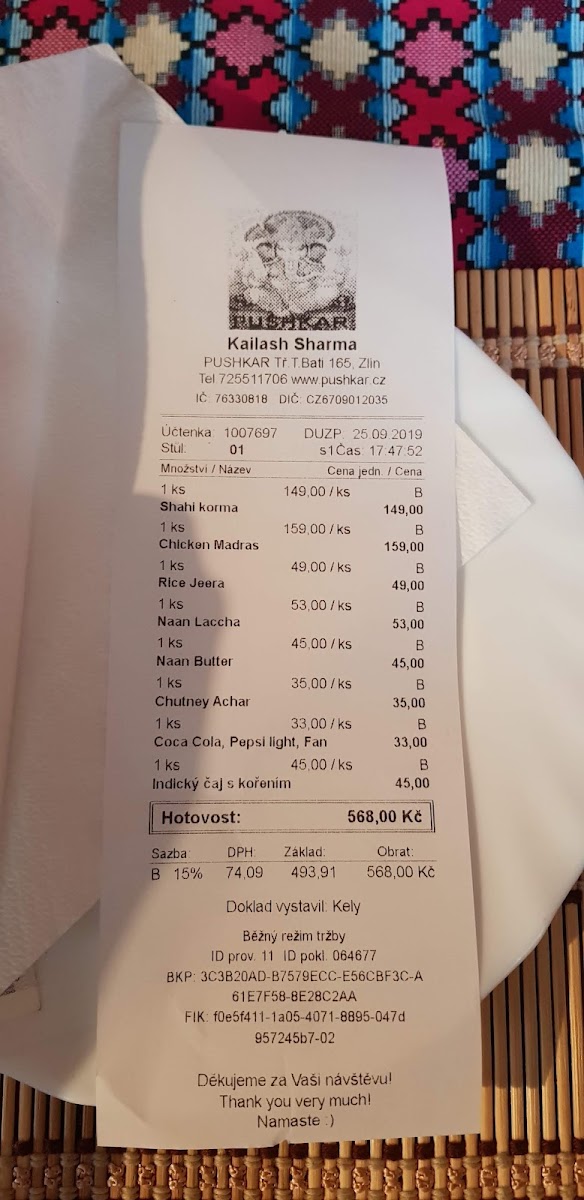 PUSHKAR
Kailash Sharma
PUSHKAR Tř.T.Bati 165, Zlin
Tel 725511706 www.pushkar.cz
IČ: 76330818 DIČ: CZ6709012035
Účtenka: 1007697 DUZP: 25.09.2019
Stůl: 01 s1Čas: 17:47:52
Množství / Název Cena jedn. / Cena
1 ks 149,00 / ks B
Shahi korma 149,00
1 ks 159,00 / ks B
Chicken Madras 159,00
1 ks 49,00 / ks B
Rice Jeera 49,00
1 ks 53,00 / ks B
Naan Laccha 53,00
1 ks 45,00 / ks B
Naan Butter 45,00
1 ks 35,00 / ks B
Chutney Achar 35,00
1 ks 33,00 / ks B
Coca Cola, Pepsi light, Fan 33,00
1 ks 45,00 / ks B
Indický čaj s kořením 45,00
Hotovost: 568,00 Kč
Sazba: DPH: Základ: Obrat:
B 15% 74,09 493,91 568,00 Kč
Doklad vystavil: Kely
Běžný režim tržby
ID prov. 11 ID pokl. 064677
BKP: 3C3B20AD-B7579ECC-E56CBF3C-A
61E7F58-8E28C2AA
FIK: f0e5f411-1a05-4071-8895-047d
957245b7-02
Děkujeme za Vaši návštěvu!
Thank you very much!
Namaste :)